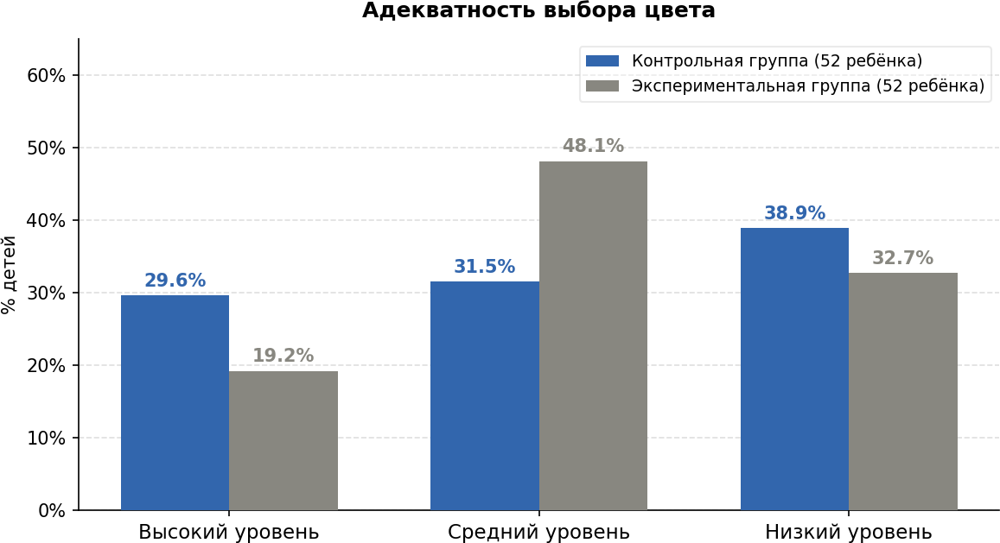 Адекватность выбора цвета
Контрольная группа (52 ребёнка)
Экспериментальная группа (52 ребёнка)
% детей
60%
50%
40%
30%
20%
10%
0%
29.6%
19.2%
31.5%
48.1%
38.9%
32.7%
Высокий уровень
Средний уровень
Низкий уровень